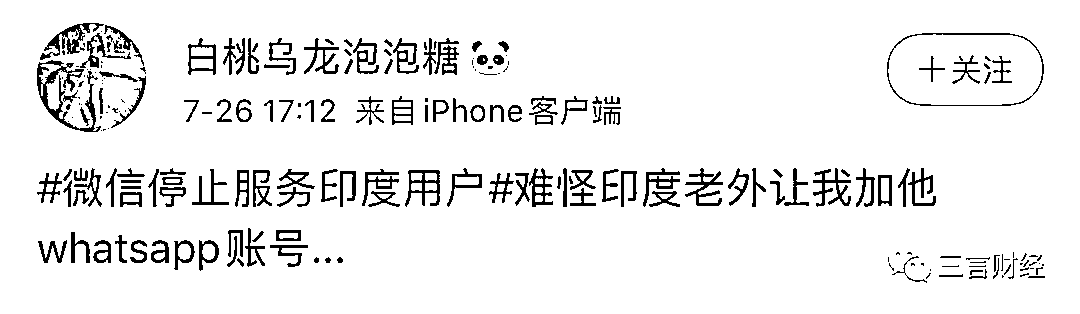 白桃乌龙泡泡糖🐼
7-26 17:12 来自iPhone客户端
+关注
#微信停止服务印度用户#难怪印度老外让我加他
whatsapp账号...
三言财经